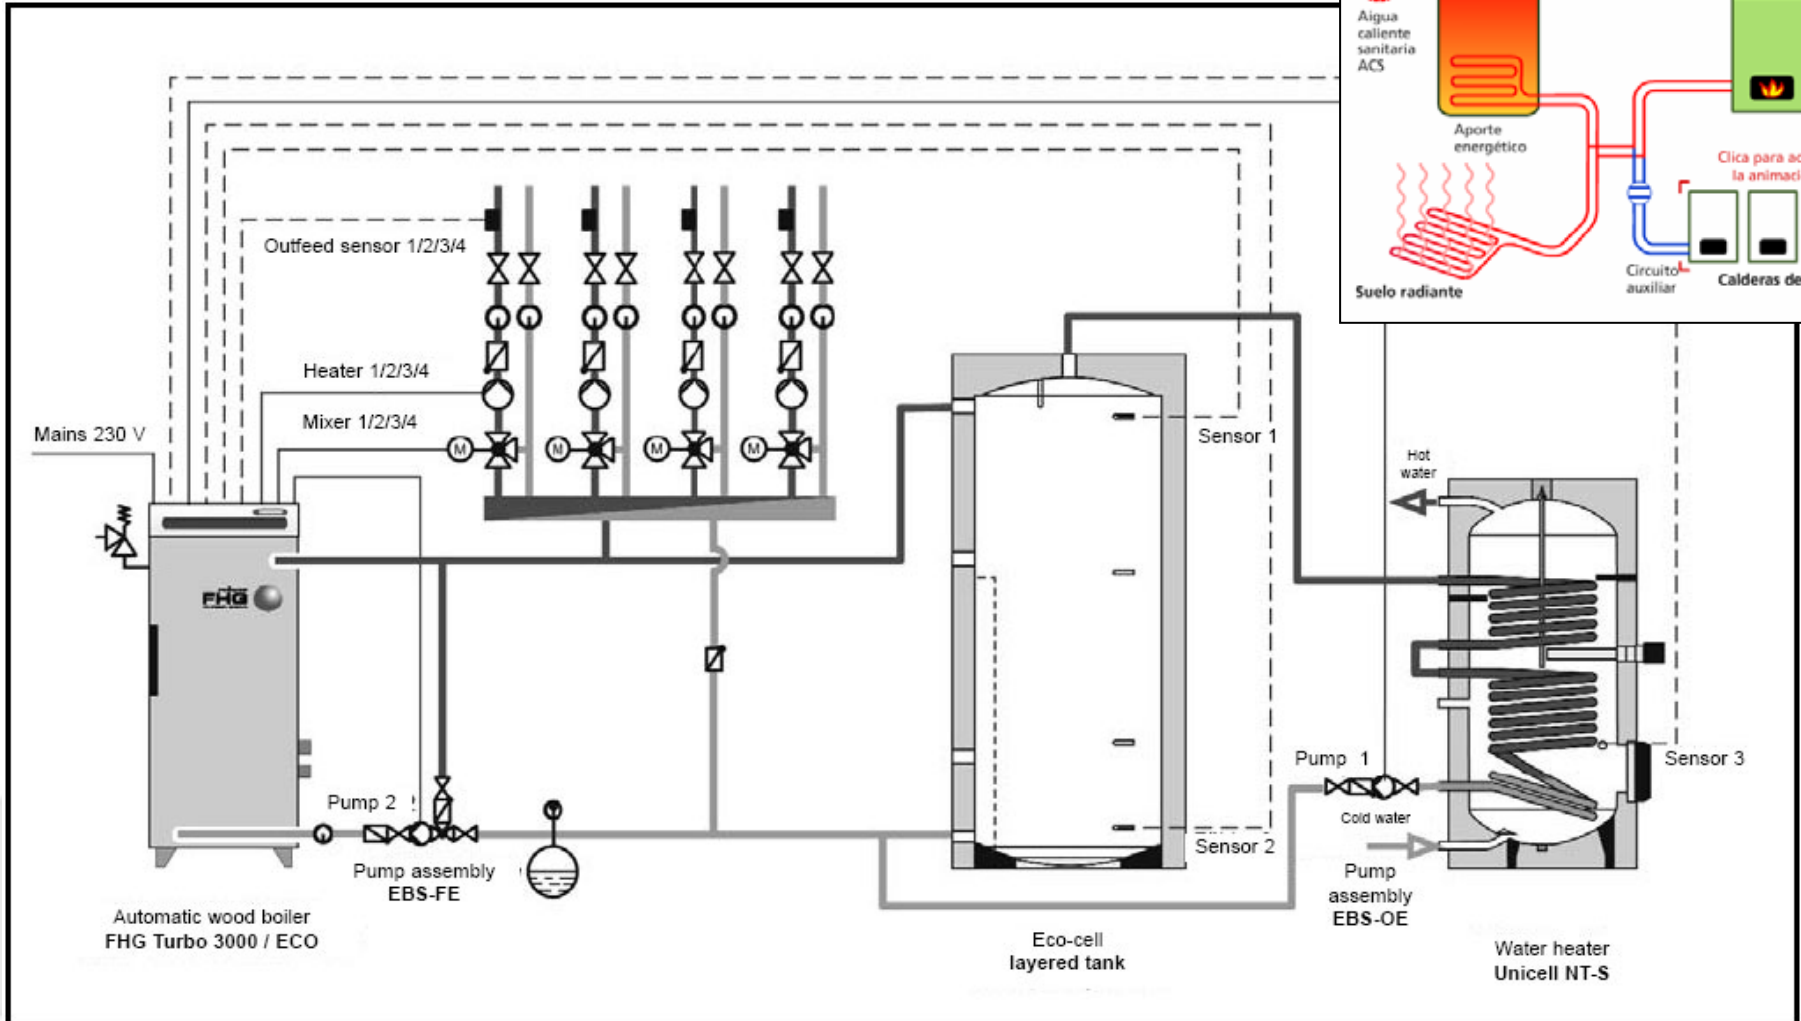 Aigua
caliente
sanitaria
ACS
Aporte
energético
Clica para
la
Suelo radiante
Circuito
auxiliar
Calderas de
Outfeed sensor 1/2/3/4
Heater 1/2/3/4
Mixer 1/2/3/4
M
M
M
M
Mains 230 V
FHG
Sensor 1
Hot
water
Pump 1
Sensor 3
Cold water
Pump 2
Sensor 2
Pump assembly
EBS-FE
Pump
assembly
EBS-OE
Automatic wood boiler
FHG Turbo 3000 / ECO
Eco-cell
layered tank
Water heater
Unicell NT-S